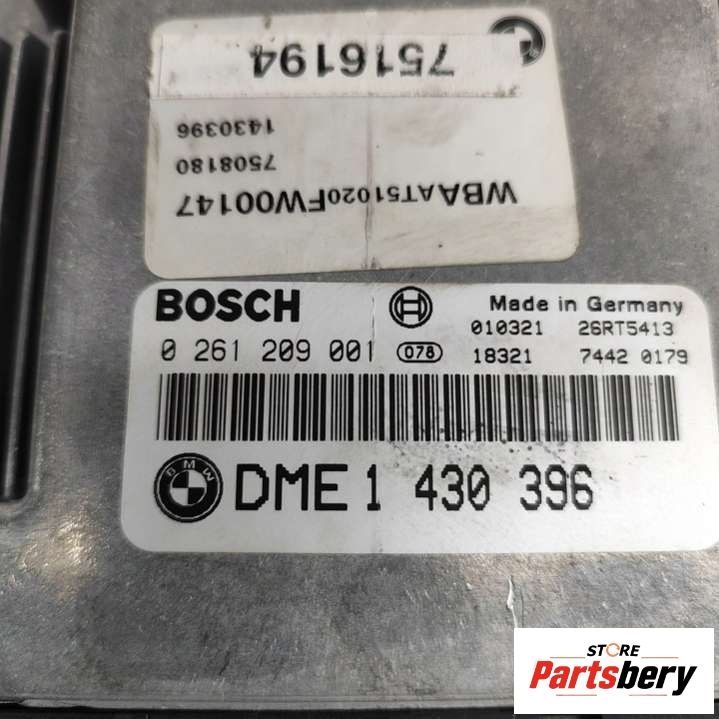 7516194
1430396
7508180
WBAAT51020FW00147
BOSCH
Made in Germany
010321 26RT5413
0 261 209 001 078
18321 7442 0179
BMW
DME 1 430 396
STORE
Partsbery